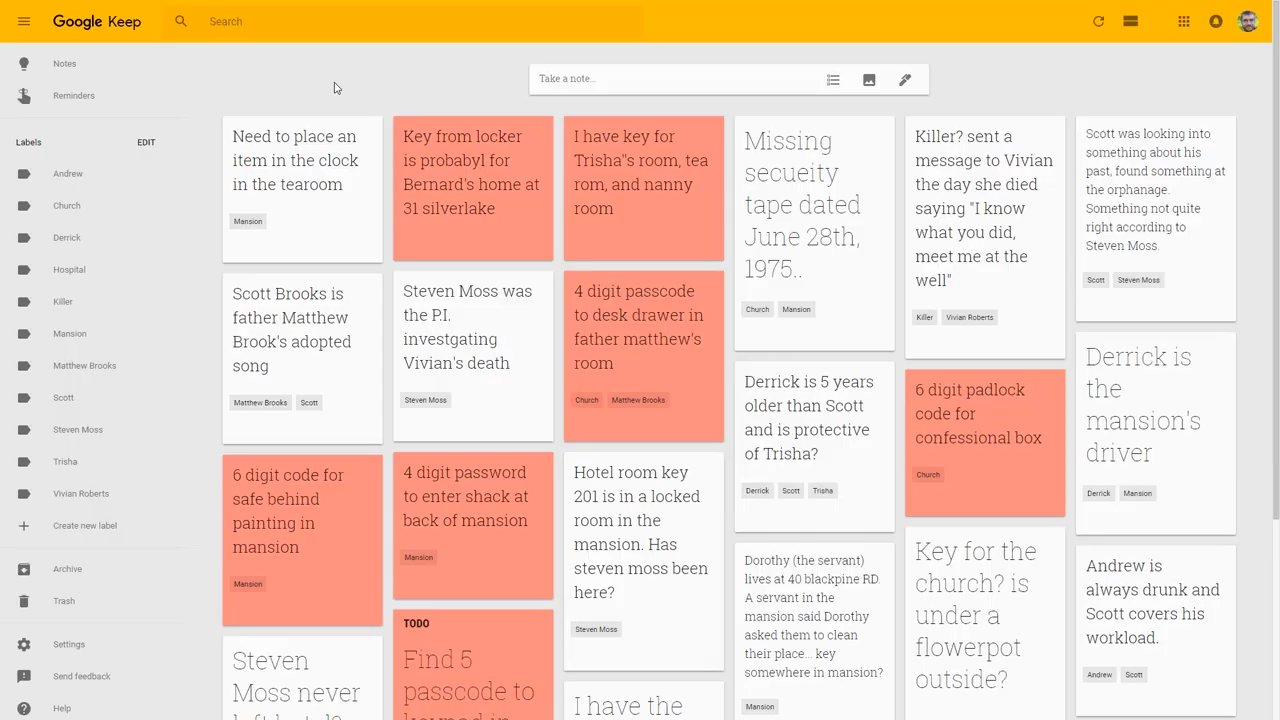 Google Keep
Search
Notes
Reminders
Labels
EDIT
Andrew
Church
Derrick
Hospital
Killer
Mansion
Matthew Brooks
Scott
Steven Moss
Trisha
Vivian Roberts
Create new label
Archive
Trash
Settings
Send feedback
Help
Take a note...
Need to place an
item in the clock
in the tearoom
Mansion
Key from locker
is probabyl for
Bernard's home at
31 silverlake
I have key for
Trisha"s room, tea
rom, and nanny
room
Missing
secueity
tape dated
June 28th,
1975..
Church Mansion
Killer? sent a
message to Vivian
the day she died
saying "I know
what you did,
meet me at the
well"
Killer Vivian Roberts
Scott was looking into
something about his
past, found something at
the orphanage.
Something not quite
right according to
Steven Moss.
Scott Steven Moss
Scott Brooks is
father Matthew
Brook's adopted
song
Matthew Brooks Scott
Steven Moss was
the P.I.
investgating
Vivian's death
Steven Moss
4 digit passcode
to desk drawer in
father matthew's
room
Church Matthew Brooks
Derrick is 5 years
older than Scott
and is protective
of Trisha?
Derrick Scott Trisha
6 digit padlock
code for
confessional box
Church
Derrick is
the
mansion's
driver
Derrick Mansion
6 digit code for
safe behind
painting in
mansion
Mansion
4 digit password
to enter shack at
back of mansion
Mansion
Hotel room key
201 is in a locked
room in the
mansion. Has
steven moss been
here?
Steven Moss
Dorothy (the servant)
lives at 40 blackpine RD.
A servant in the
mansion said Dorothy
asked them to clean
their place... key
somewhere in mansion?
Mansion
Key for the
church? is
under a
flowerpot
outside?
Andrew is
always drunk and
Scott covers his
workload.
Andrew Scott
Steven
Moss never
TODO
Find 5
passcode to
keypad in
I have the